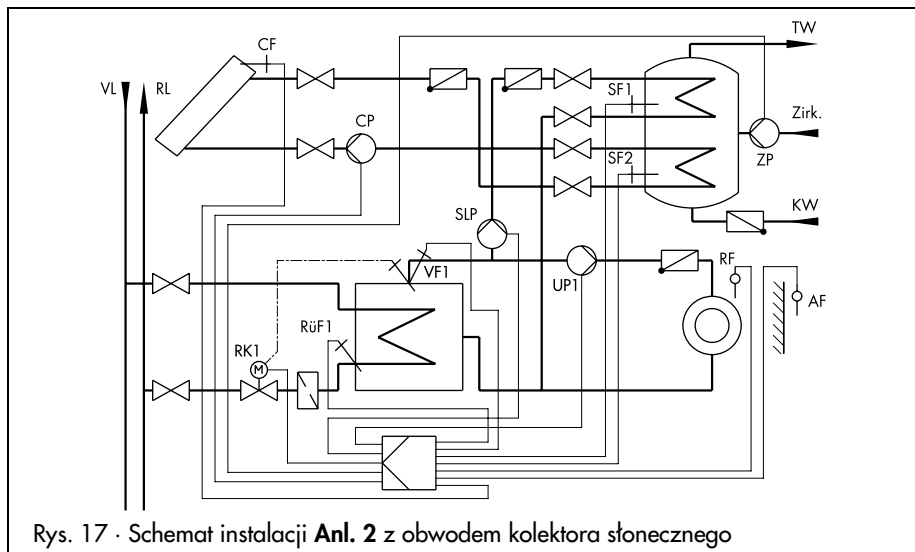 TW
CF
VL
RL
SF1
Zirk.
CP
ZP
SF2
KW
SLP
RF
VF1
UP1
AF
RüF1
RK1
M
Rys. 17 · Schemat instalacji Anl. 2 z obwodem kolektora słonecznego